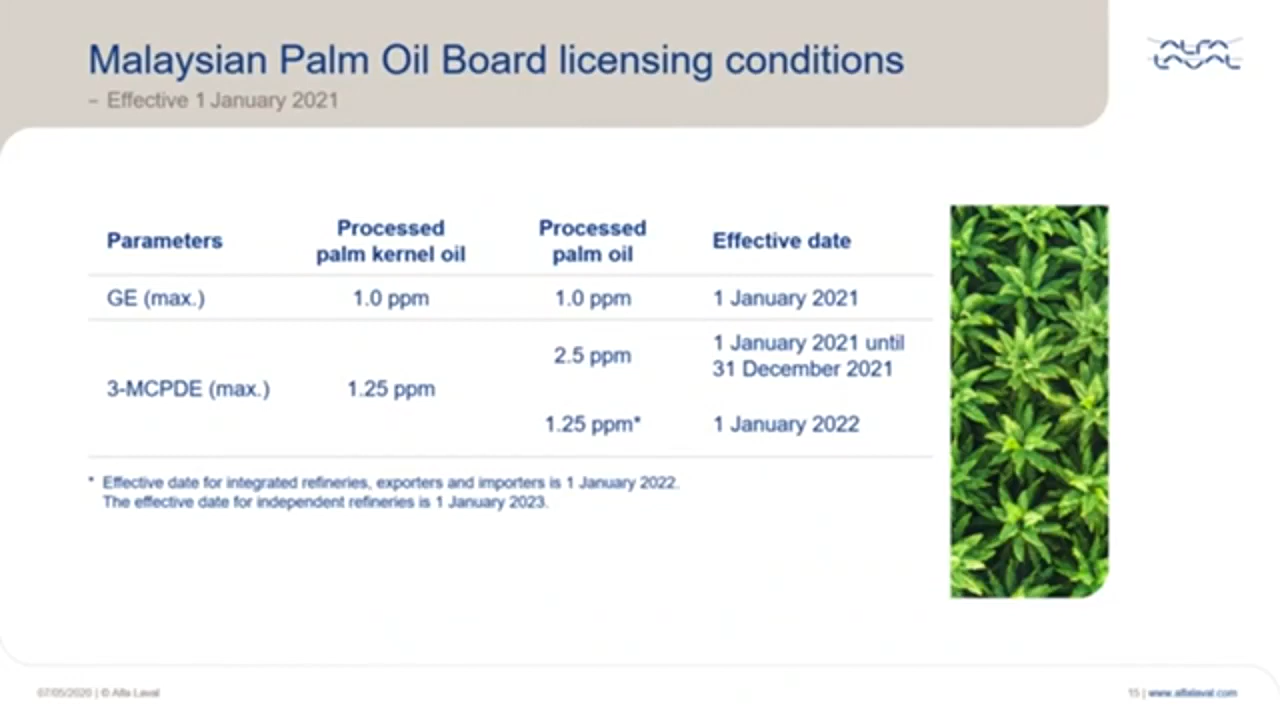 Malaysian Palm Oil Board licensing conditions
– Effective 1 January 2021
ALFA
LAVAL
Parameters
Processed
palm kernel oil
Processed
palm oil
Effective date
GE (max.)
1.0 ppm
1.0 ppm
1 January 2021
3-MCPDE (max.)
1.25 ppm
2.5 ppm
1 January 2021 until
31 December 2021
1.25 ppm*
1 January 2022
* Effective date for integrated refineries, exporters and importers is 1 January 2022.
The effective date for independent refineries is 1 January 2023.
07/05/2020 | © Alfa Laval
15 | www.alfalaval.com